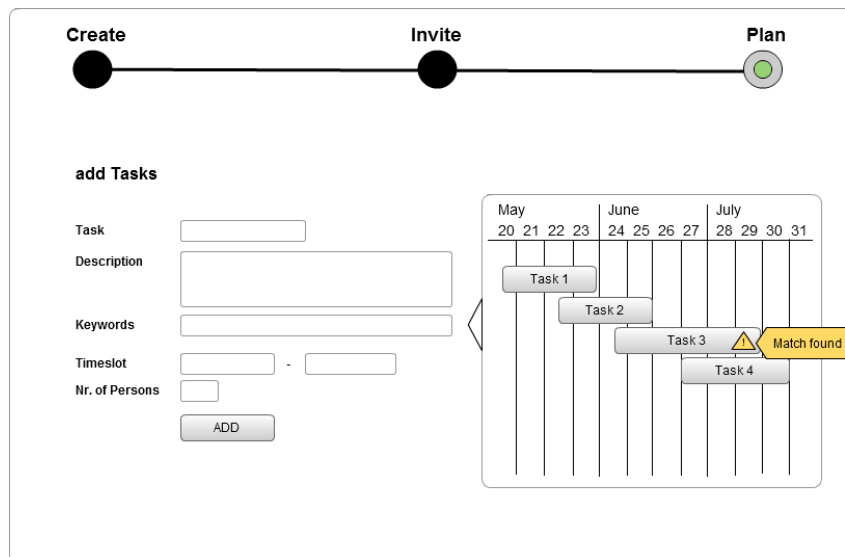 Create Invite Plan
add Tasks
Task
Description
Keywords
Timeslot -
Nr. of Persons
ADD
May June July
20 21 22 23 24 25 26 27 28 29 30 31
Task 1
Task 2
Task 3 ! Match found
Task 4